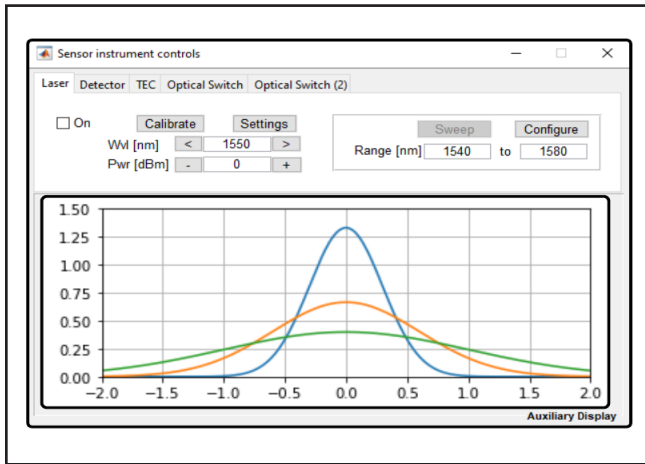 Sensor instrument controls
Laser Detector TEC Optical Switch Optical Switch (2)
On Calibrate Settings Sweep Configure
Wvl [nm] < 1550 > Range [nm] 1540 to 1580
Pwr [dBm] - 0 +
1.50
1.25
1.00
0.75
0.50
0.25
0.00
−2.0 −1.5 −1.0 −0.5 0.0 0.5 1.0 1.5 2.0
Auxiliary Display